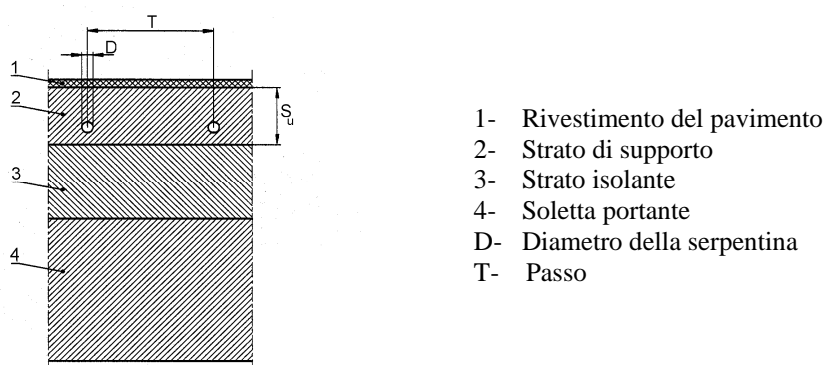 T
D
1
2
Su
3
4
1- Rivestimento del pavimento
2- Strato di supporto
3- Strato isolante
4- Soletta portante
D- Diametro della serpentina
T- Passo